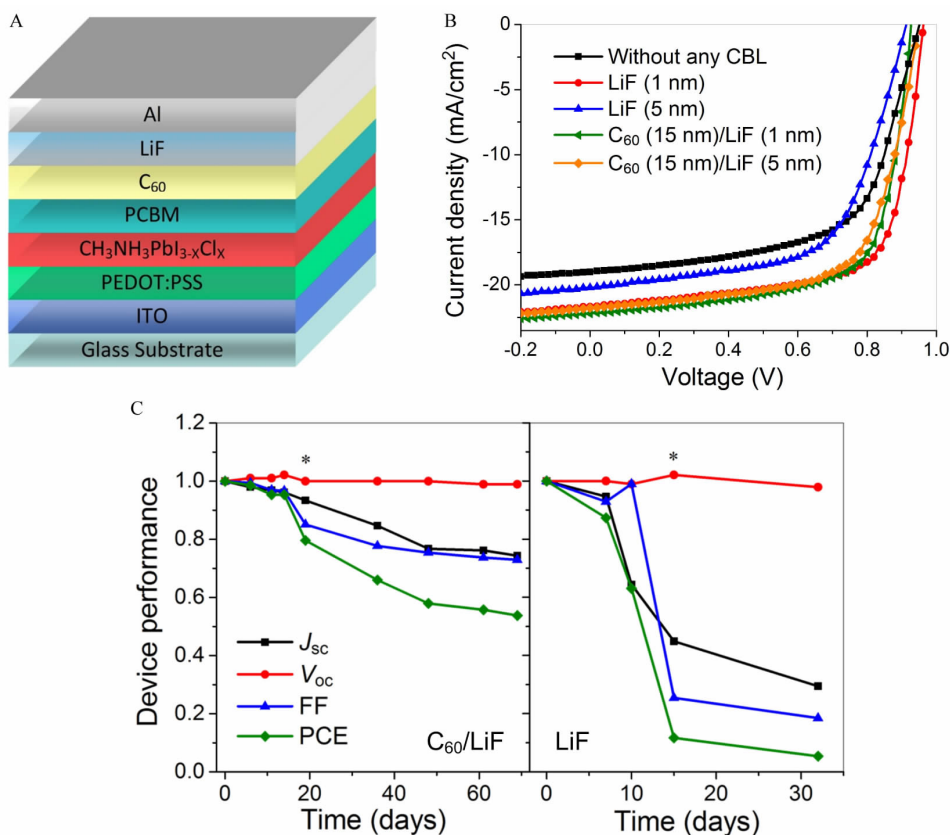 A
Al
LiF
C₆₀
PCBM
CH₃NH₃PbI₃₋ₓClₓ
PEDOT:PSS
ITO
Glass Substrate
B
Current density (mA/cm²)
0
-5
-10
-15
-20
Without any CBL
LiF (1 nm)
LiF (5 nm)
C₆₀ (15 nm)/LiF (1 nm)
C₆₀ (15 nm)/LiF (5 nm)
-0.2 0.0 0.2 0.4 0.6 0.8 1.0
Voltage (V)
C
Device performance
1.2
1.0
0.8
0.6
0.4
0.2
0.0
*
*
Jsc
Voc
FF
PCE
C₆₀/LiF
LiF
0 20 40 60
0 10 20 30
Time (days)
Time (days)